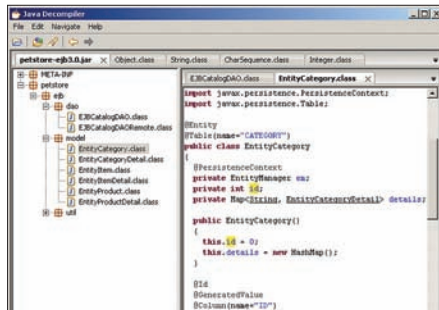 Java Decompiler
File Edit Navigate Help
petstore-ejb3.0.jar Object.class String.class CharSequence.class Integer.class
META-INF
petstore
ejb
dao
EJBCatalogDAO.class
EJBCatalogDAORemote.class
model
EntityCategory.class
EntityCategoryDetail.class
EntityItem.class
EntityItemDetail.class
EntityProduct.class
EntityProductDetail.class
util
EJBCatalogDAO.class EntityCategory.class
import javax.persistence.PersistenceContext;
import javax.persistence.Table;
@Entity
@Table(name="CATEGORY")
public class EntityCategory
{
@PersistenceContext
private EntityManager em;
private int id;
private Map<String, EntityCategoryDetail> details;
public EntityCategory()
{
this.id = 0;
this.details = new HashMap();
}
@Id
@GeneratedValue
@Column(name="ID")